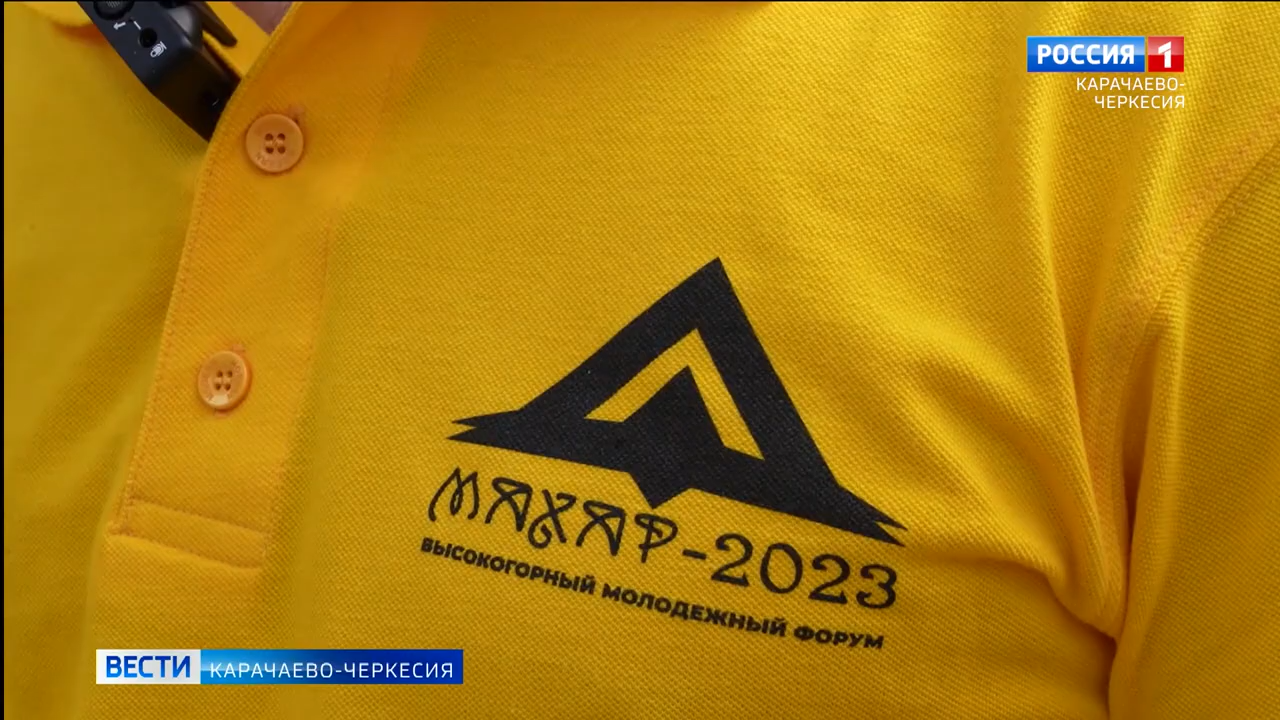 РОССИЯ 1
КАРАЧАЕВО-
ЧЕРКЕСИЯ
МАХАР-2023
ВЫСОКОГОРНЫЙ МОЛОДЕЖНЫЙ ФОРУМ
ВЕСТИ КАРАЧАЕВО-ЧЕРКЕСИЯ